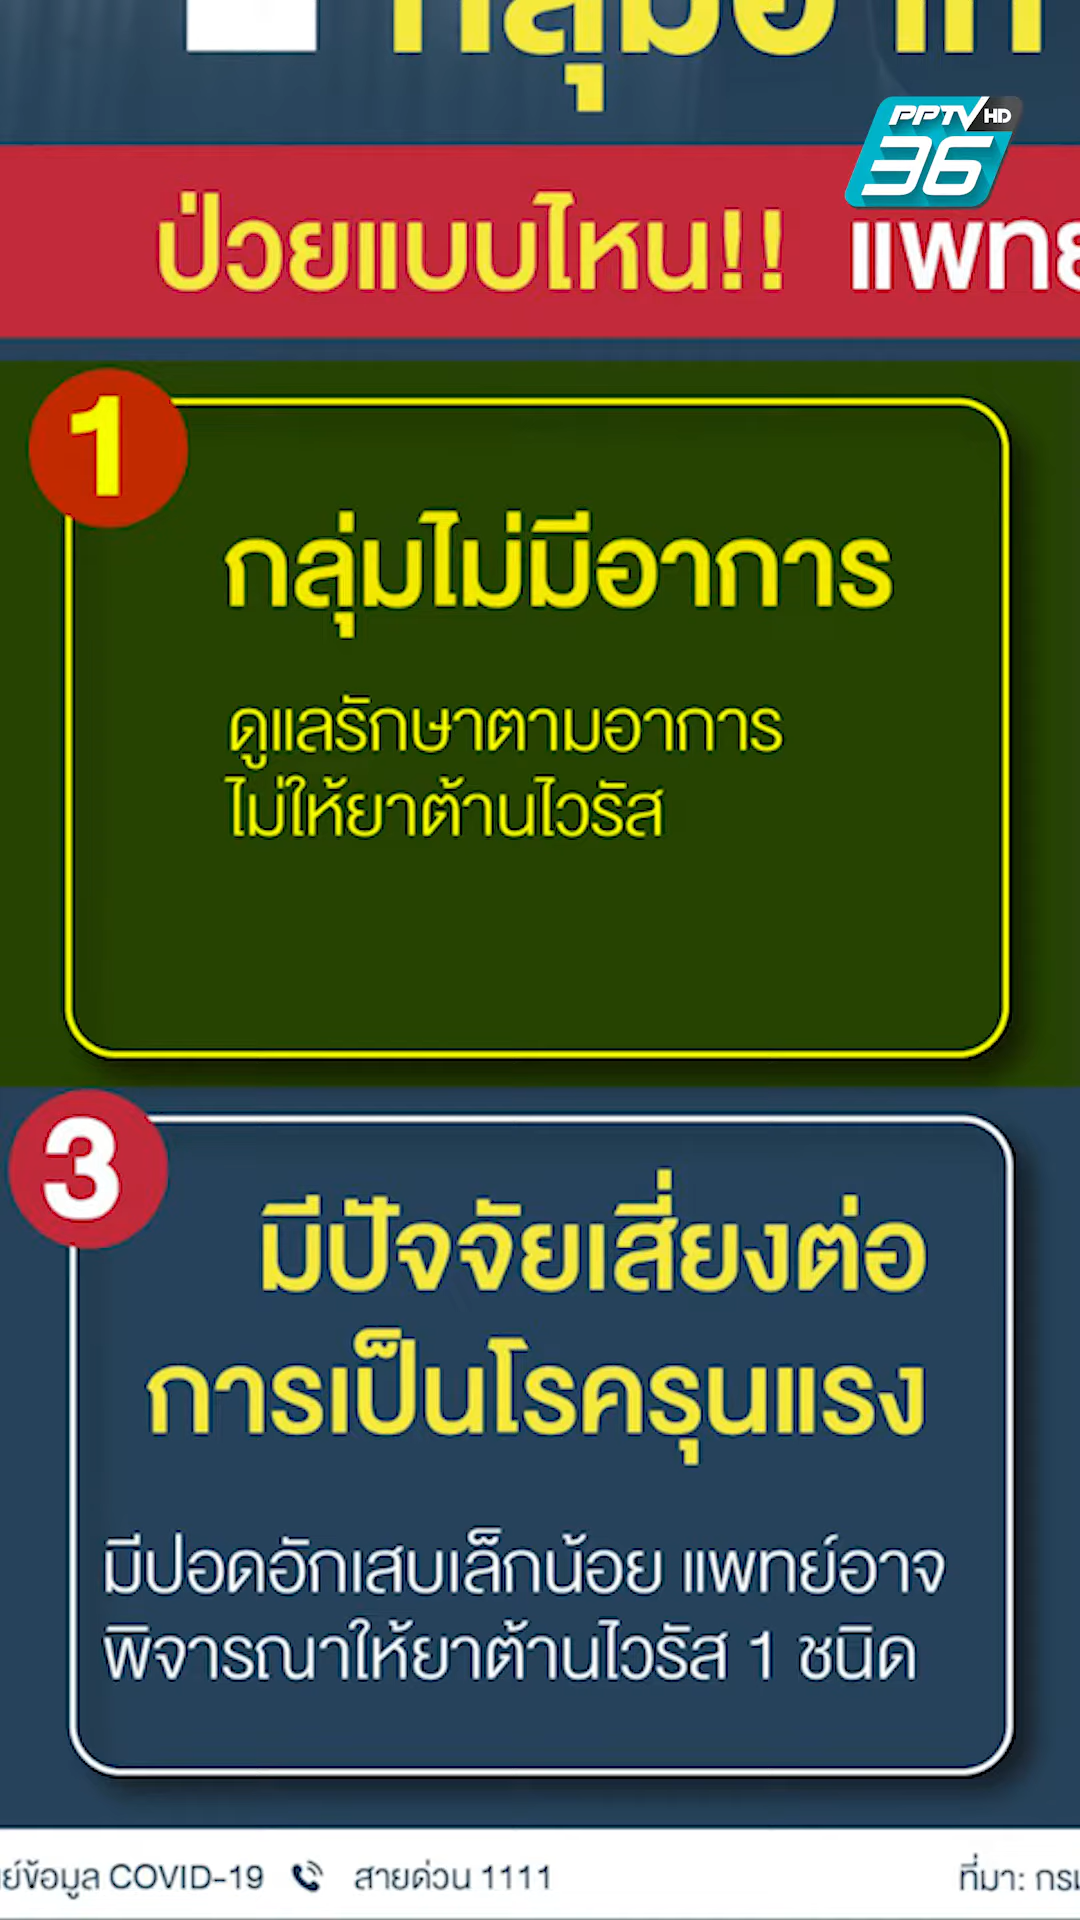 PPTV HD
36
ป่วยแบบไหน!!
1
กลุ่มไม่มีอาการ
ดูแลรักษาตามอาการ
ไม่ให้ยาต้านไวรัส
3
มีปัจจัยเสี่ยงต่อ
การเป็นโรครุนแรง
มีปอดอักเสบเล็กน้อย แพทย์อาจ
พิจารณาให้ยาต้านไวรัส 1 ชนิด
ข้อมูล COVID-19 สายด่วน 1111 ที่มา: